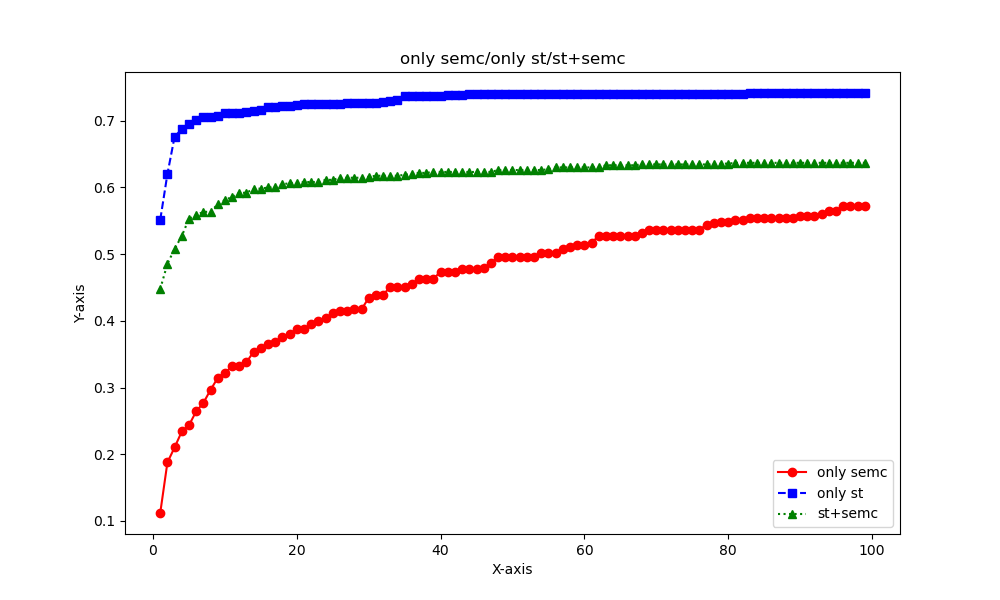 only semc/only st/st+semc
Y-axis
0.7
0.6
0.5
0.4
0.3
0.2
0.1
0 20 40 60 80 100
X-axis
only semc
only st
st+semc